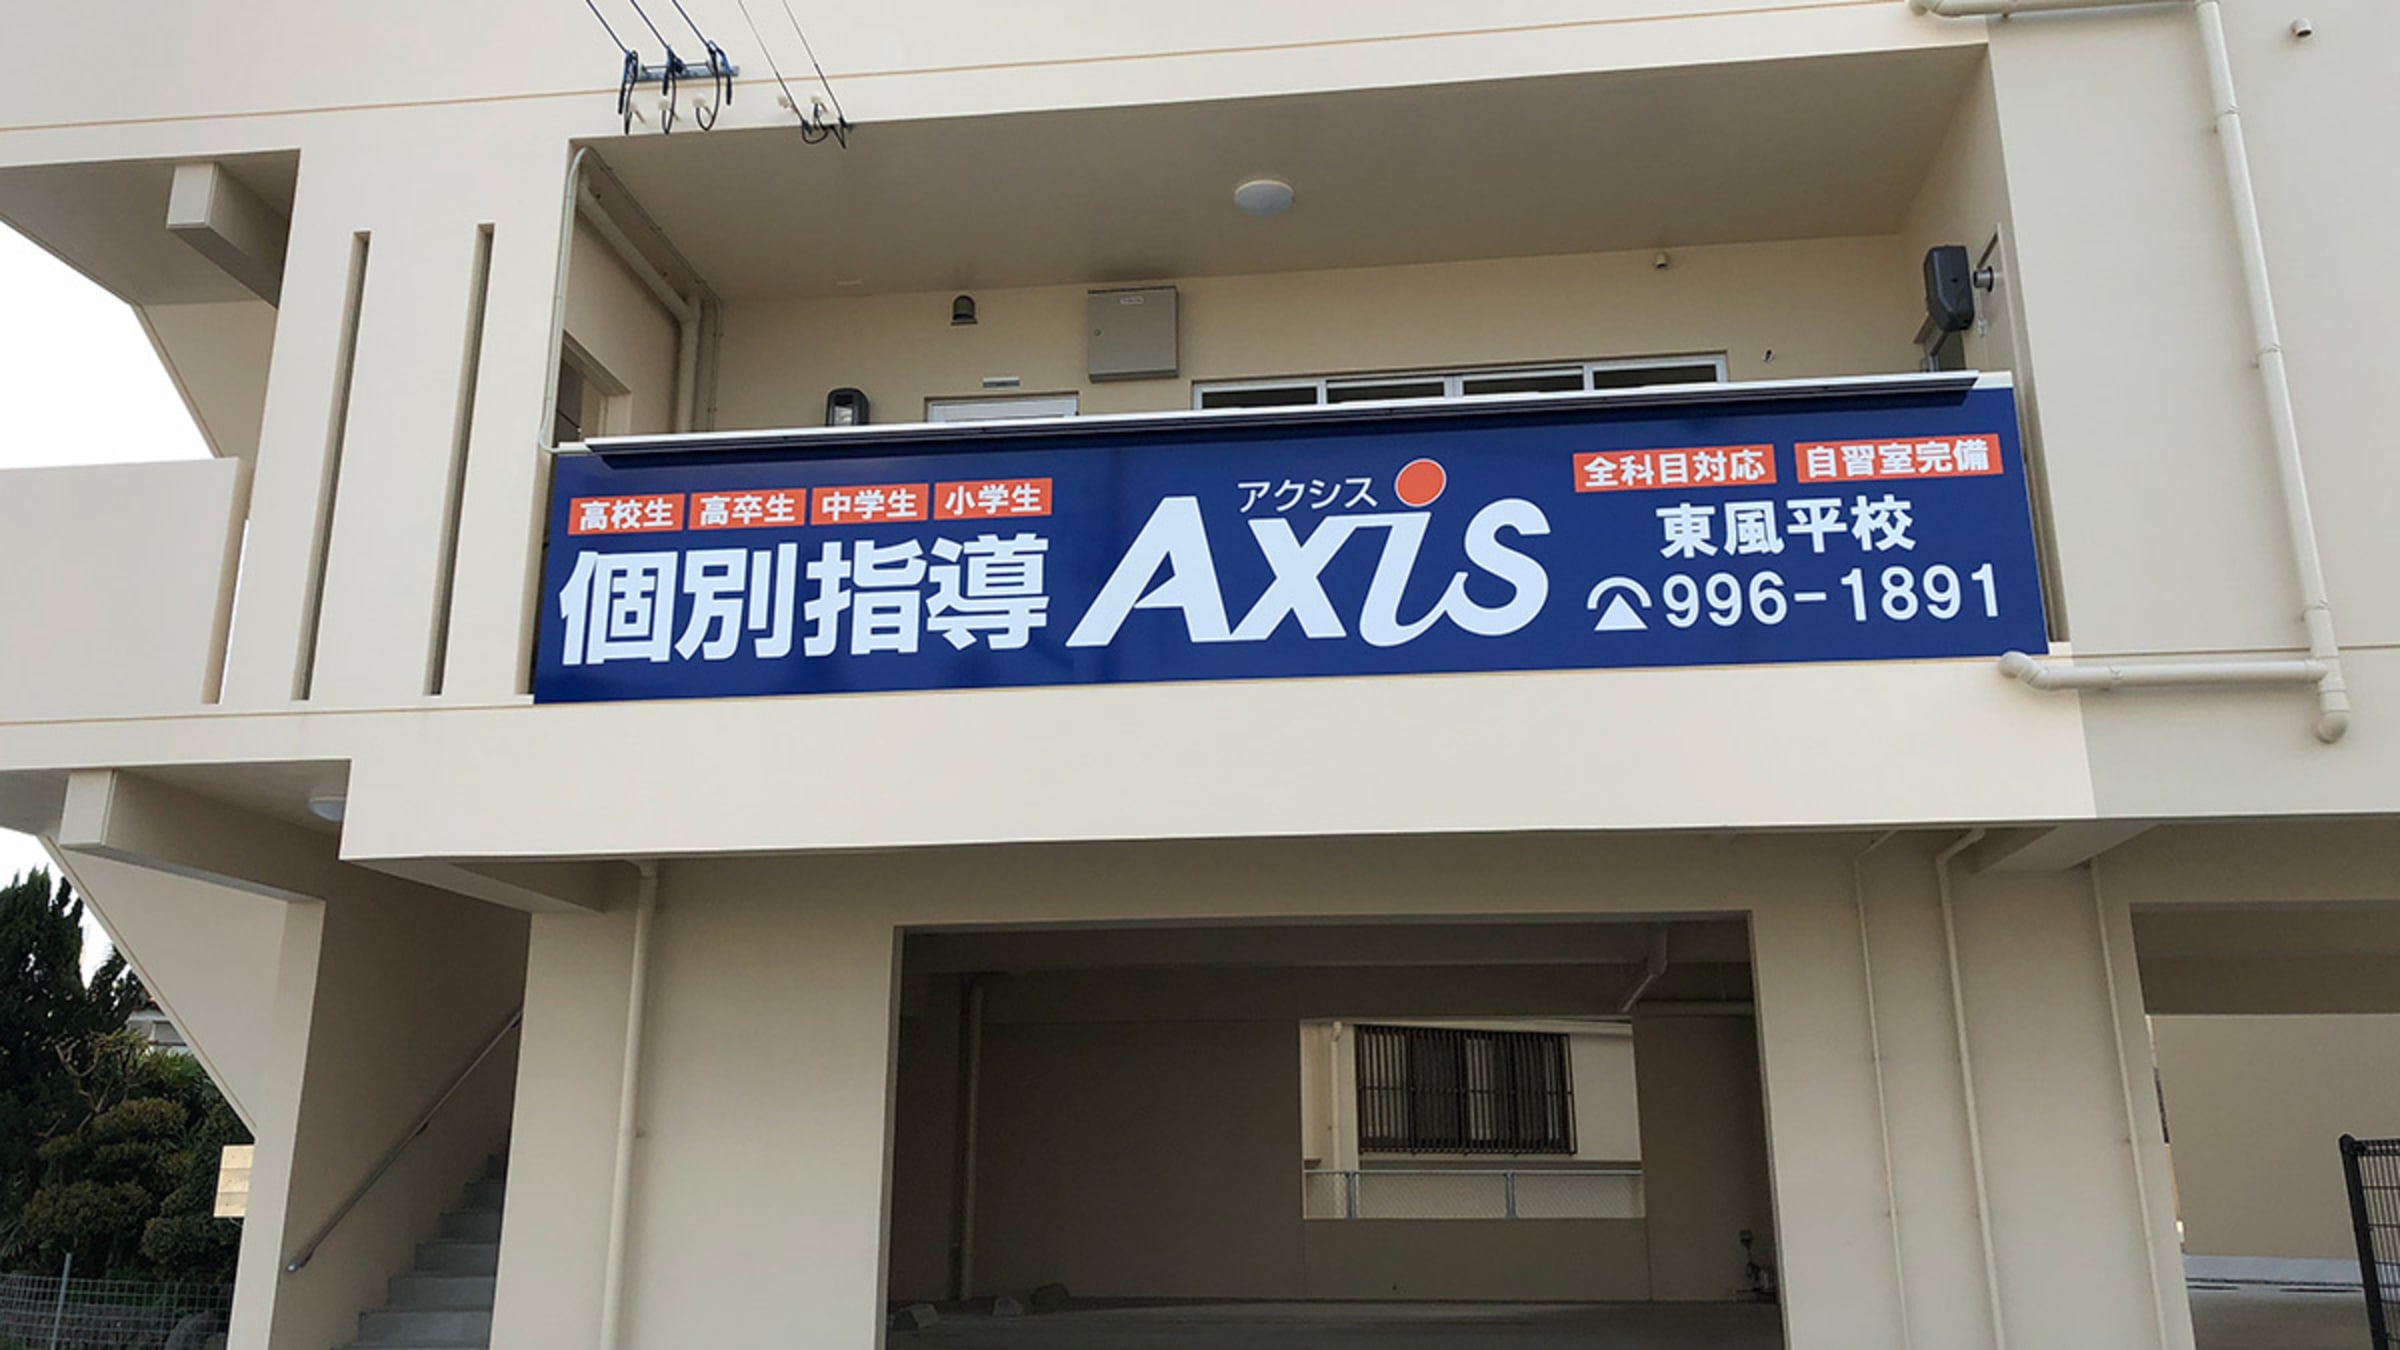 高校生 高卒生 中学生 小学生
個別指導
アクシス
Axis
全科目対応 自習室完備
東風平校
996-1891